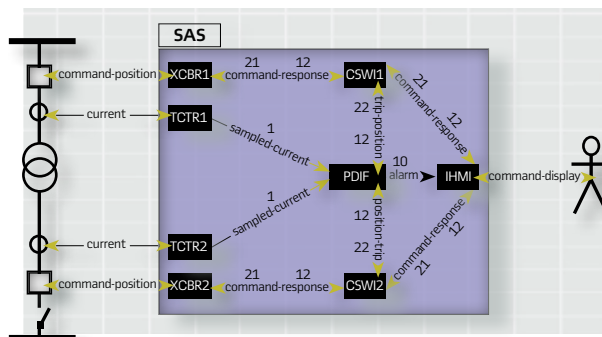 SAS
21 12
command-position XCBR1 command-response CSWI1
21
12
command-response
current TCTR1
1
sampled-current
22
12
trip-position
PDIF
10
alarm
IHMI command-display
1
sampled-current
12
22
position-trip
command-response
12
21
current TCTR2
21 12
command-position XCBR2 command-response CSWI2